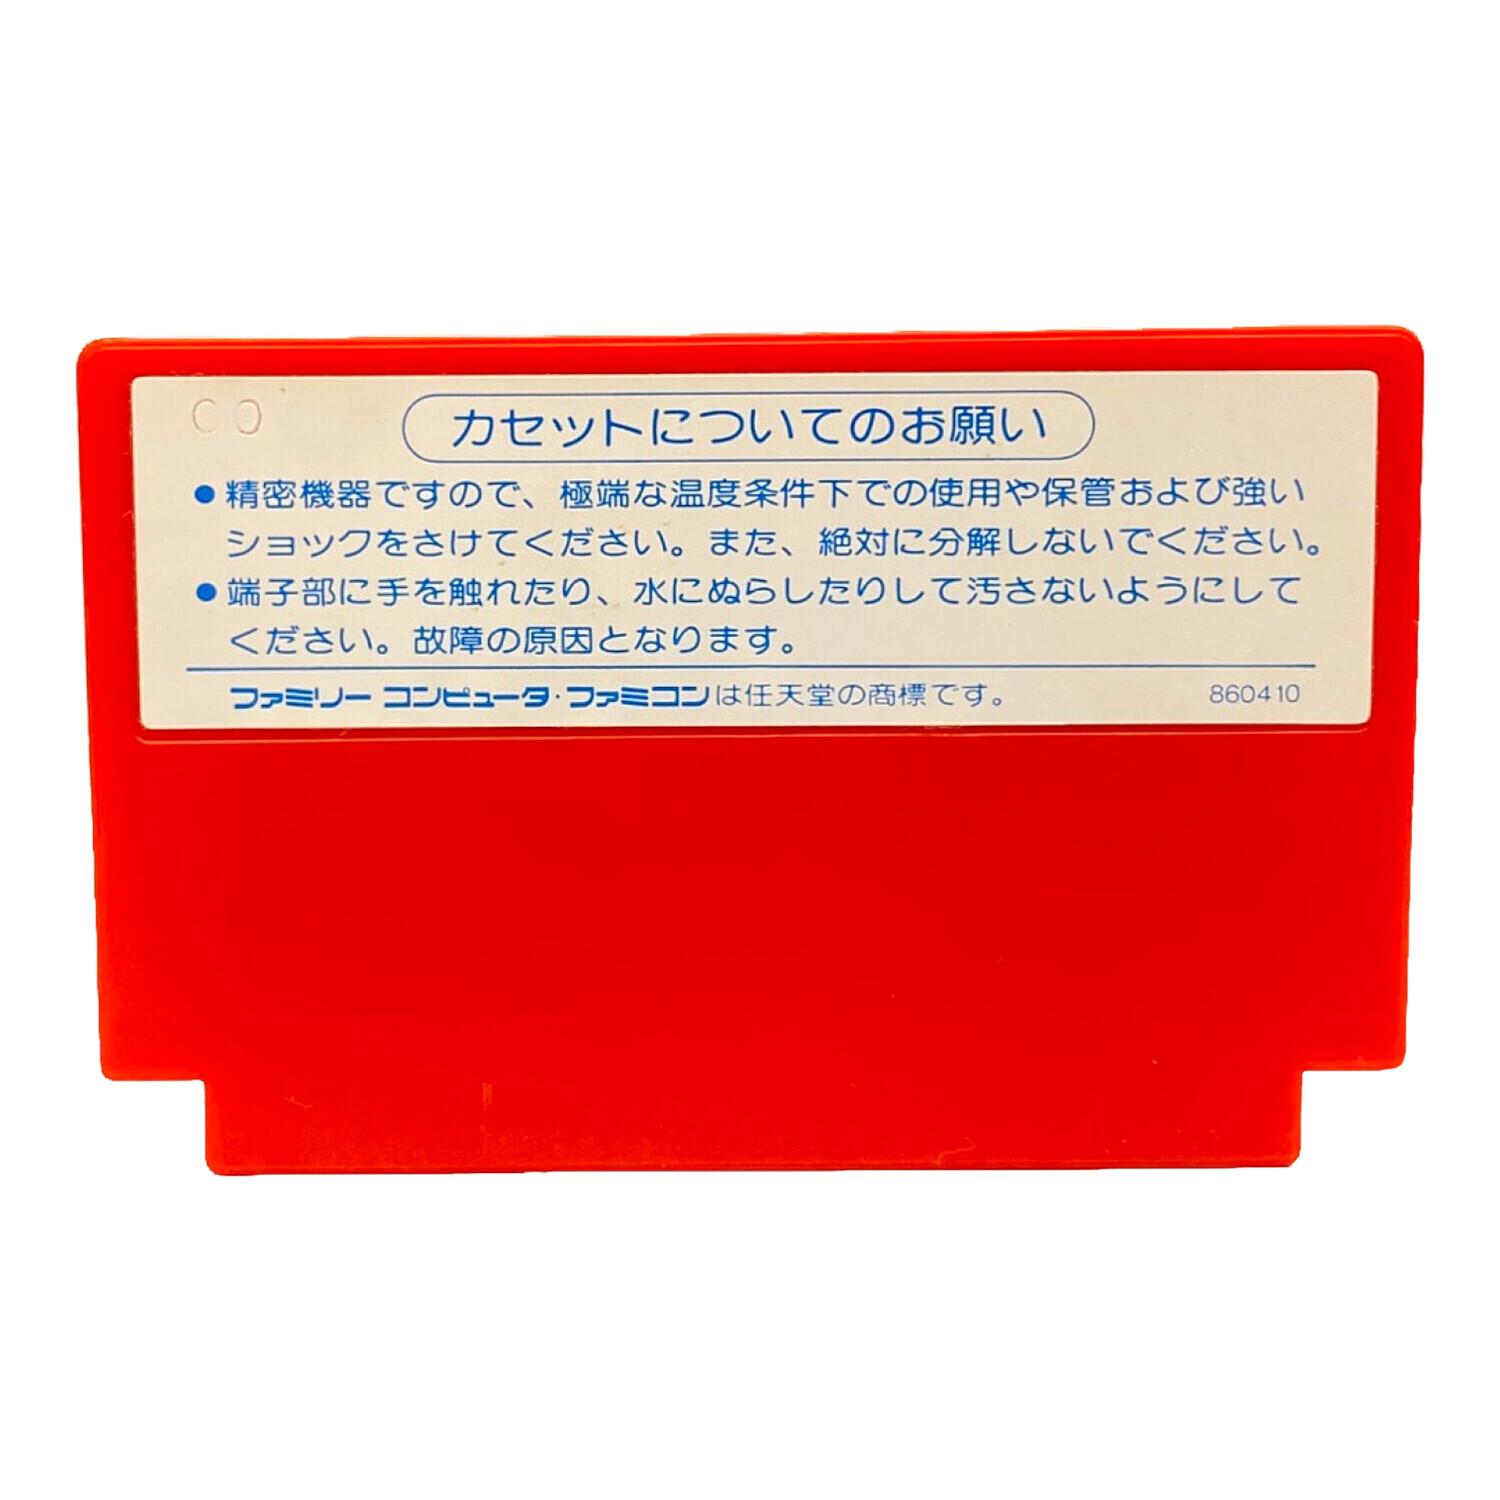 00
カセットについてのお願い
●精密機器ですので、極端な温度条件下での使用や保管および強い
ショックをさけてください。また、絶対に分解しないでください。
●端子部に手を触れたり、水にぬらしたりして汚さないようにして
ください。故障の原因となります。
ファミリー コンピュータ・ファミコンは任天堂の商標です。 860410